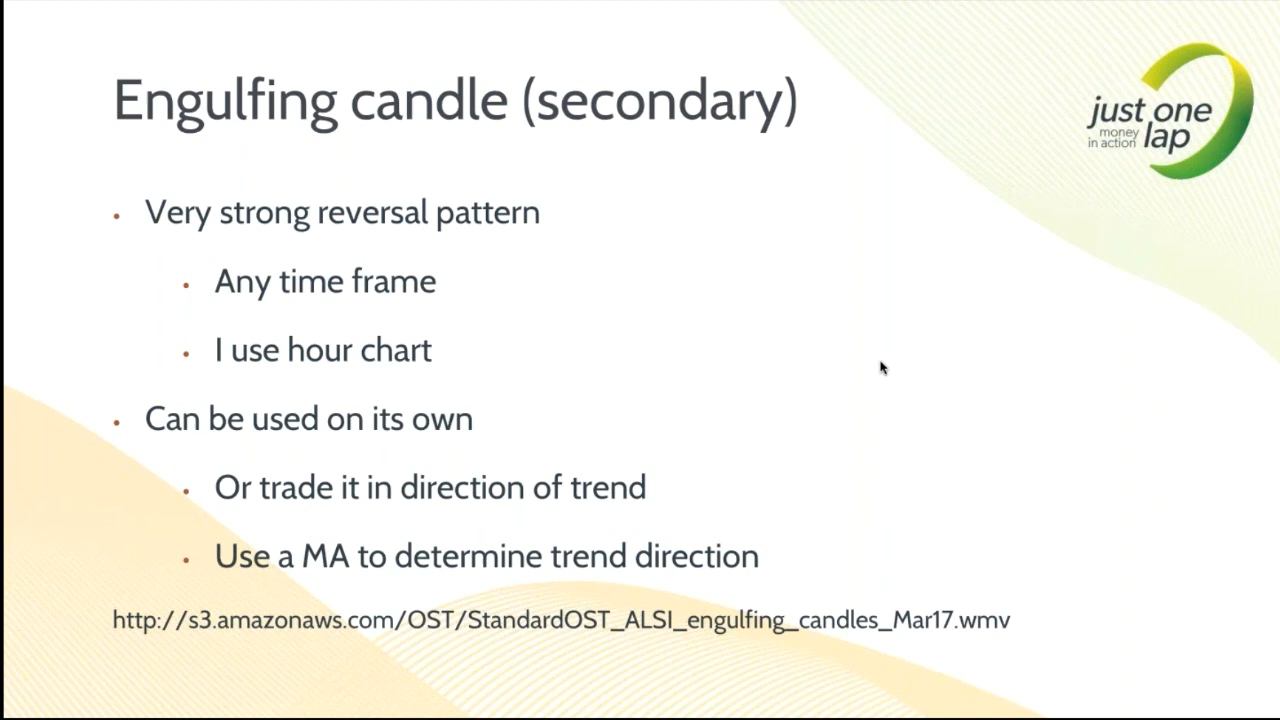 Engulfing candle (secondary)
just one
money
in action lap
• Very strong reversal pattern
• Any time frame
• I use hour chart
• Can be used on its own
• Or trade it in direction of trend
• Use a MA to determine trend direction
http://s3.amazonaws.com/OST/StandardOST_ALSI_engulfing_candles_Mar17.wmv